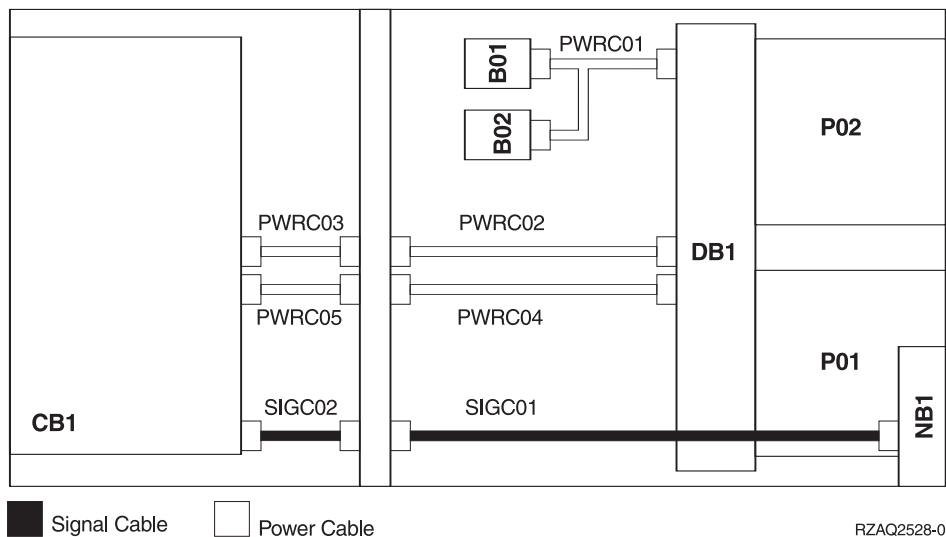 PWRC01
B01
B02
P02
PWRC03
PWRC02
DB1
PWRC05
PWRC04
P01
SIGC02
SIGC01
CB1
NB1
Signal Cable
Power Cable
RZAQ2528-0